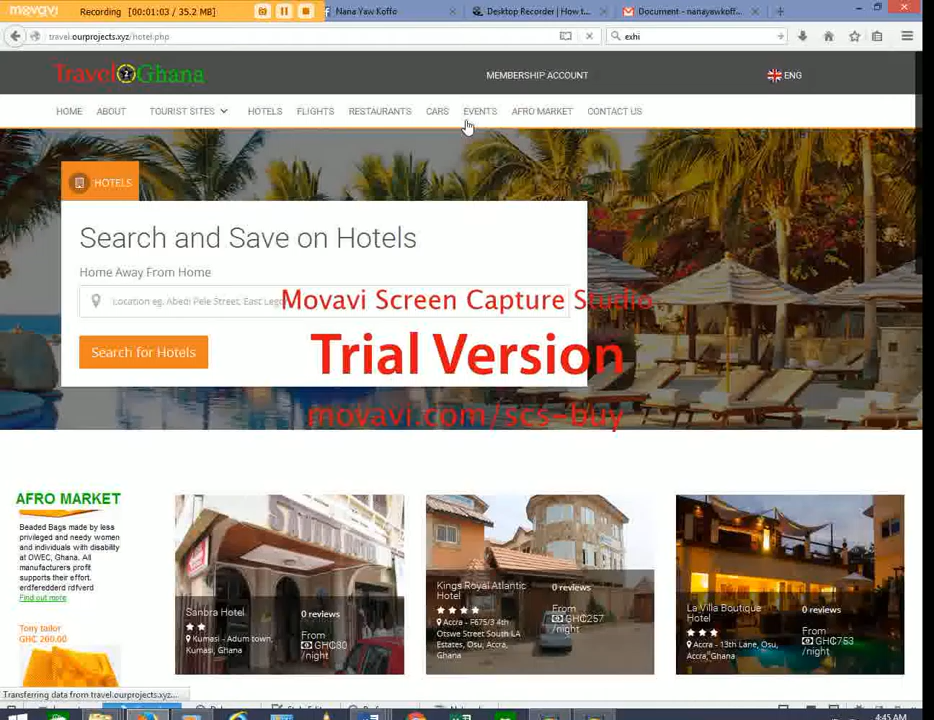 movavi
Recording | [00:01:03 / 35.2 MB]
Nana Yaw Koffo
Desktop Recorder | How t...
Document - nanayawkoff...
travel.ourprojects.xyz/hotel.php
exhi
Travel Ghana
MEMBERSHIP ACCOUNT
ENG
HOME ABOUT TOURIST SITES HOTELS FLIGHTS RESTAURANTS CARS EVENTS AFRO MARKET CONTACT US
HOTELS
Search and Save on Hotels
Home Away From Home
Location eg. Abedi Pele Street, East Lego
Movavi Screen Capture Studio
Search for Hotels
Trial Version
movavi.com/scs-buy
AFRO MARKET
Beaded Bags made by less
privileged and needy women
and individuals with disability
at OWEC, Ghana. All
manufacturers profit
supports their effort.
erdferedderd rdfverd
Find out more
Tony tailor
GHC 200.00
Sanbra Hotel
0 reviews
Kumasi - Adum town,
Kumasi, Ghana
From
GHC80
/night
Kings Royal Atlantic
Hotel
0 reviews
Accra - F675/3 4th
Otswe Street South LA
Estates, Osu, Accra,
Ghana
From
GHC257
/night
La Villa Boutique
Hotel
0 reviews
Accra - 13th Lane, Osu,
Accra, Ghana
From
GHC753
/night
Transferring data from travel.ourprojects.xyz...
4:45 AM